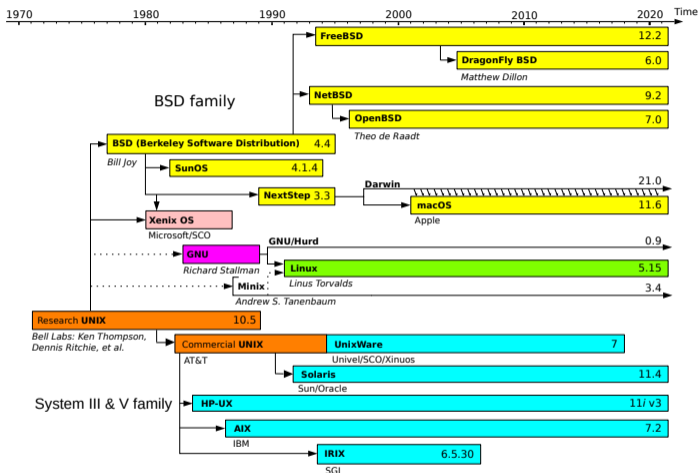 1970 1980 1990 2000 2010 2020 Time
FreeBSD 12.2
DragonFly BSD 6.0
Matthew Dillon
BSD family
NetBSD 9.2
OpenBSD 7.0
Theo de Raadt
BSD (Berkeley Software Distribution) 4.4
Bill Joy
SunOS 4.1.4
Darwin 21.0
NextStep 3.3
macOS 11.6
Apple
Xenix OS
Microsoft/SCO
GNU/Hurd 0.9
GNU
Richard Stallman
Linux 5.15
Linus Torvalds
Minix 3.4
Andrew S. Tanenbaum
Research UNIX 10.5
Bell Labs: Ken Thompson,
Dennis Ritchie, et al.
Commercial UNIX UnixWare 7
AT&T Univel/SCO/Xinuos
Solaris 11.4
Sun/Oracle
System III & V family
HP-UX 11i v3
AIX 7.2
IBM
IRIX 6.5.30
SGI